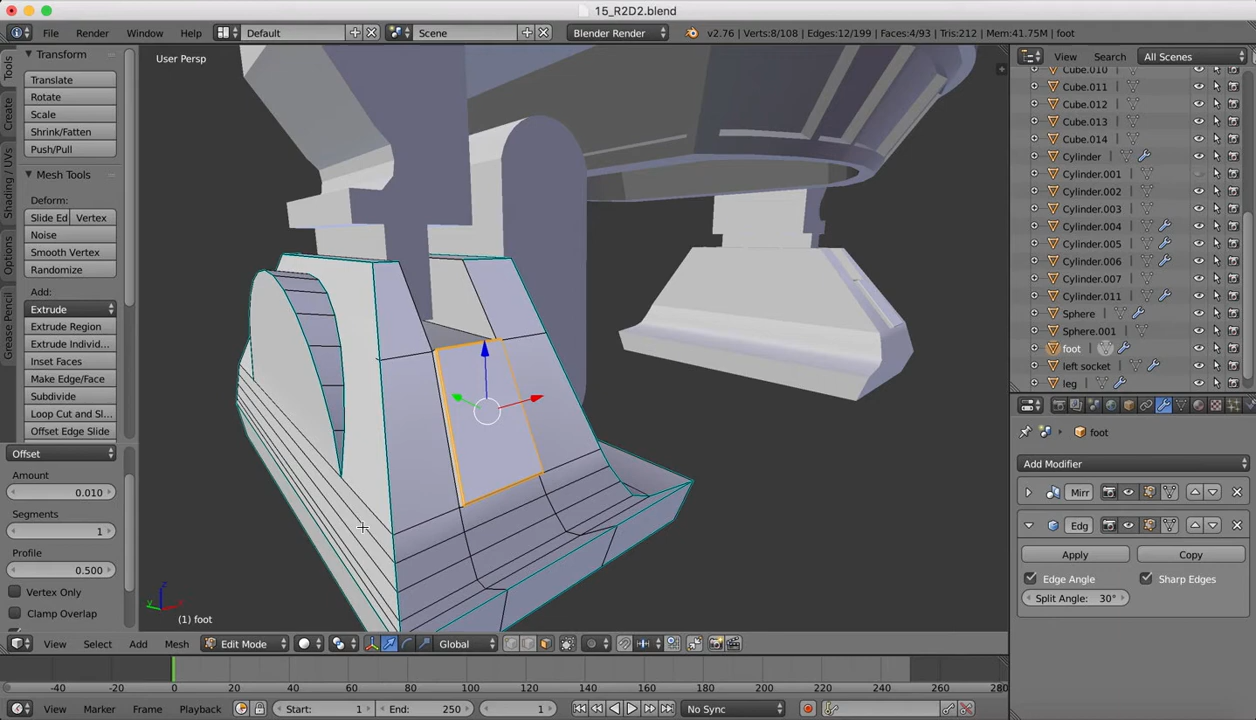 15_R2D2.blend
File Render Window Help Default Scene Blender Render v2.76 | Verts:8/108 | Edges:12/199 | Faces:4/93 | Tris:212 | Mem:41.75M | foot
Tools
Create
Shading / UVs
Options
Grease Pencil
Transform
Translate
Rotate
Scale
Shrink/Fatten
Push/Pull
Mesh Tools
Deform:
Slide Ed Vertex
Noise
Smooth Vertex
Randomize
Add:
Extrude
Extrude Region
Extrude Individ...
Inset Faces
Make Edge/Face
Subdivide
Loop Cut and Sl...
Offset Edge Slide
Offset
Amount
0.010
Segments
1
Profile
0.500
Vertex Only
Clamp Overlap
User Persp
(1) foot
View Select Add Mesh Edit Mode Global
-40 -20 0 20 40 60 80 100 120 140 160 180 200 220 240 260 280
View Marker Frame Playback Start: 1 End: 250 1 No Sync
View Search All Scenes
Cube.010
Cube.011
Cube.012
Cube.013
Cube.014
Cylinder
Cylinder.001
Cylinder.002
Cylinder.003
Cylinder.004
Cylinder.005
Cylinder.006
Cylinder.007
Cylinder.011
Sphere
Sphere.001
foot
left socket
leg
foot
Add Modifier
Mirr
Edg
Apply Copy
Edge Angle Sharp Edges
Split Angle: 30°